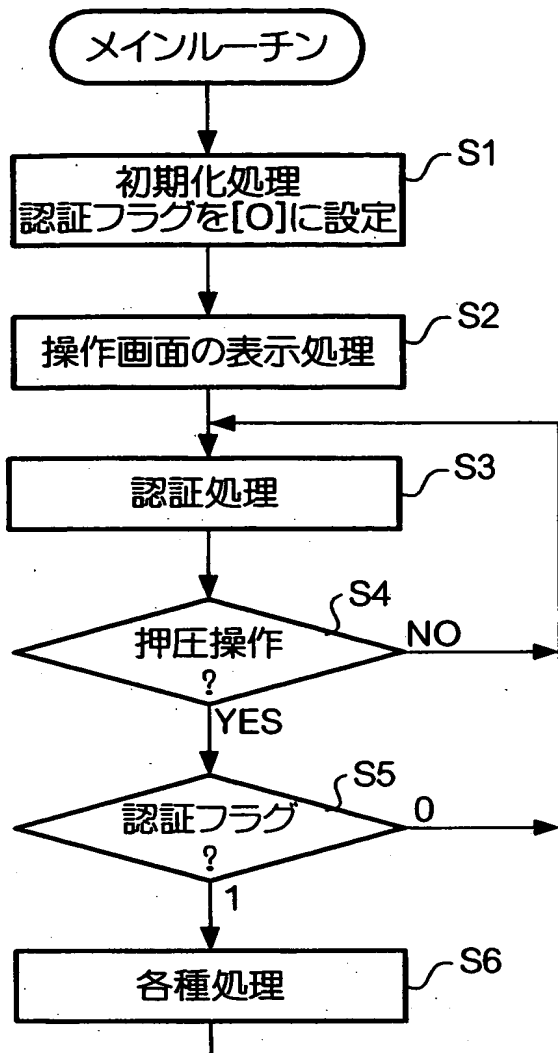 メインルーチン
S1
初期化処理
認証フラグを[0]に設定
S2
操作画面の表示処理
S3
認証処理
S4
押圧操作
?
NO
YES
S5
認証フラグ
?
0
1
S6
各種処理